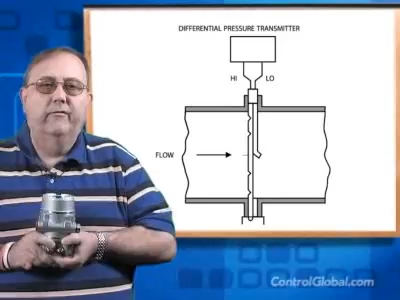 DIFFERENTIAL PRESSURE TRANSMITTER
HI LO
FLOW
ControlGlobal.com